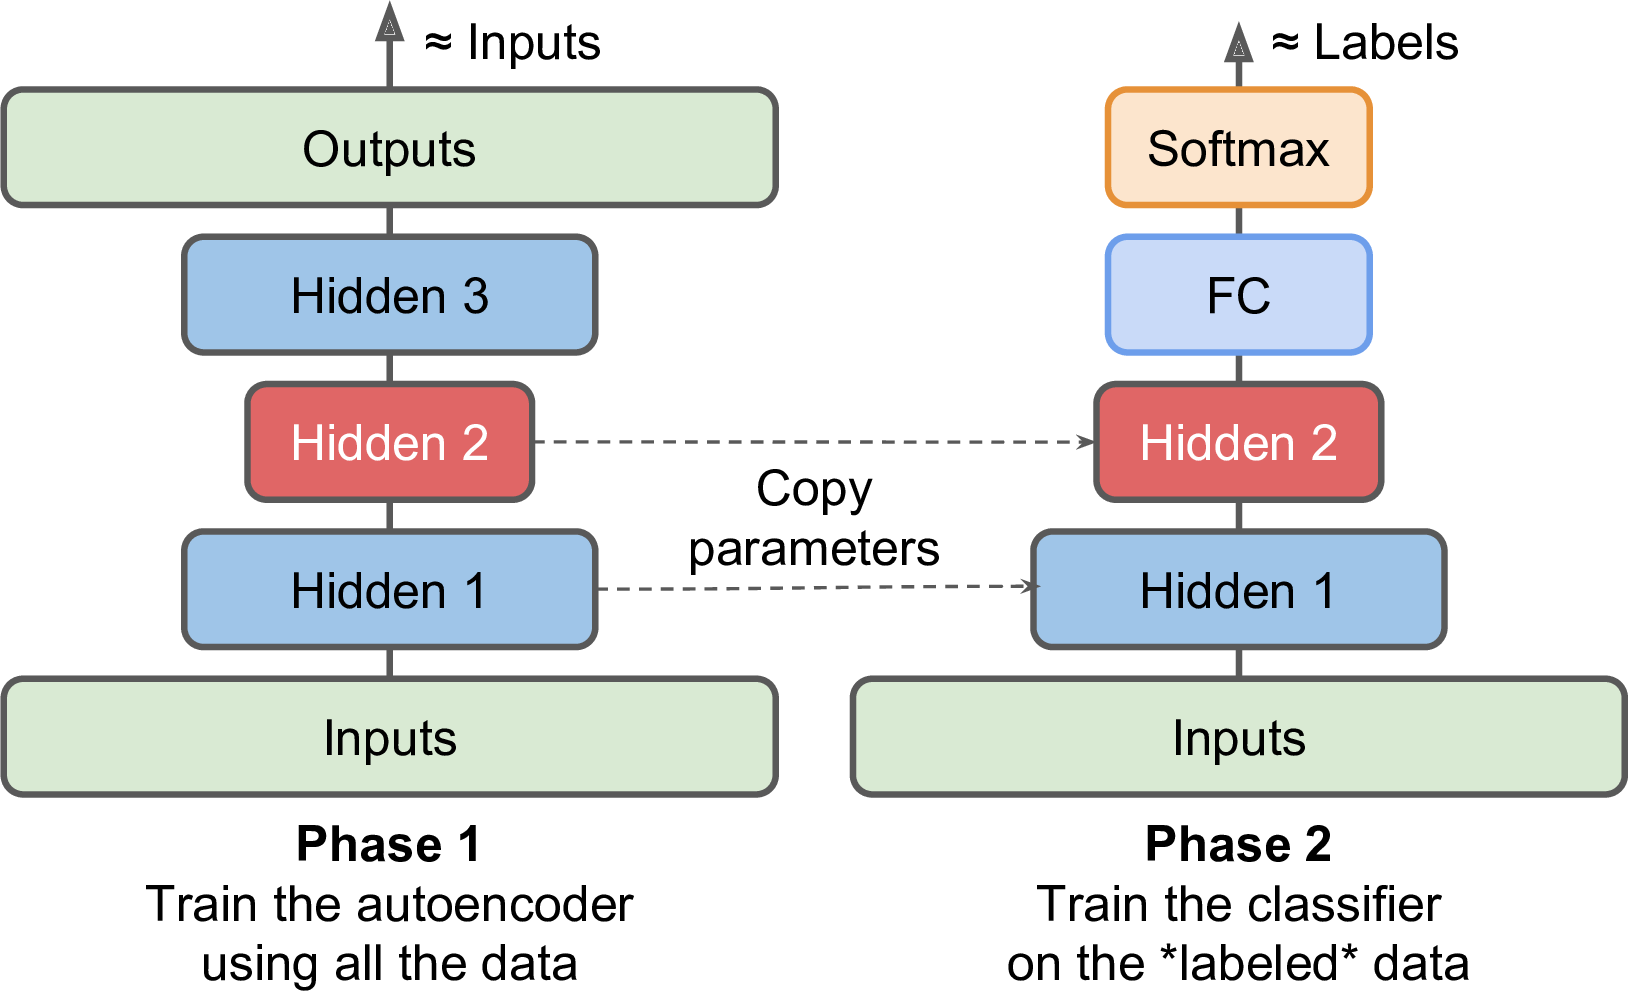 ≈ Inputs
Outputs
Hidden 3
Hidden 2
Hidden 1
Inputs
Phase 1
Train the autoencoder
using all the data
Copy
parameters
≈ Labels
Softmax
FC
Hidden 2
Hidden 1
Inputs
Phase 2
Train the classifier
on the *labeled* data